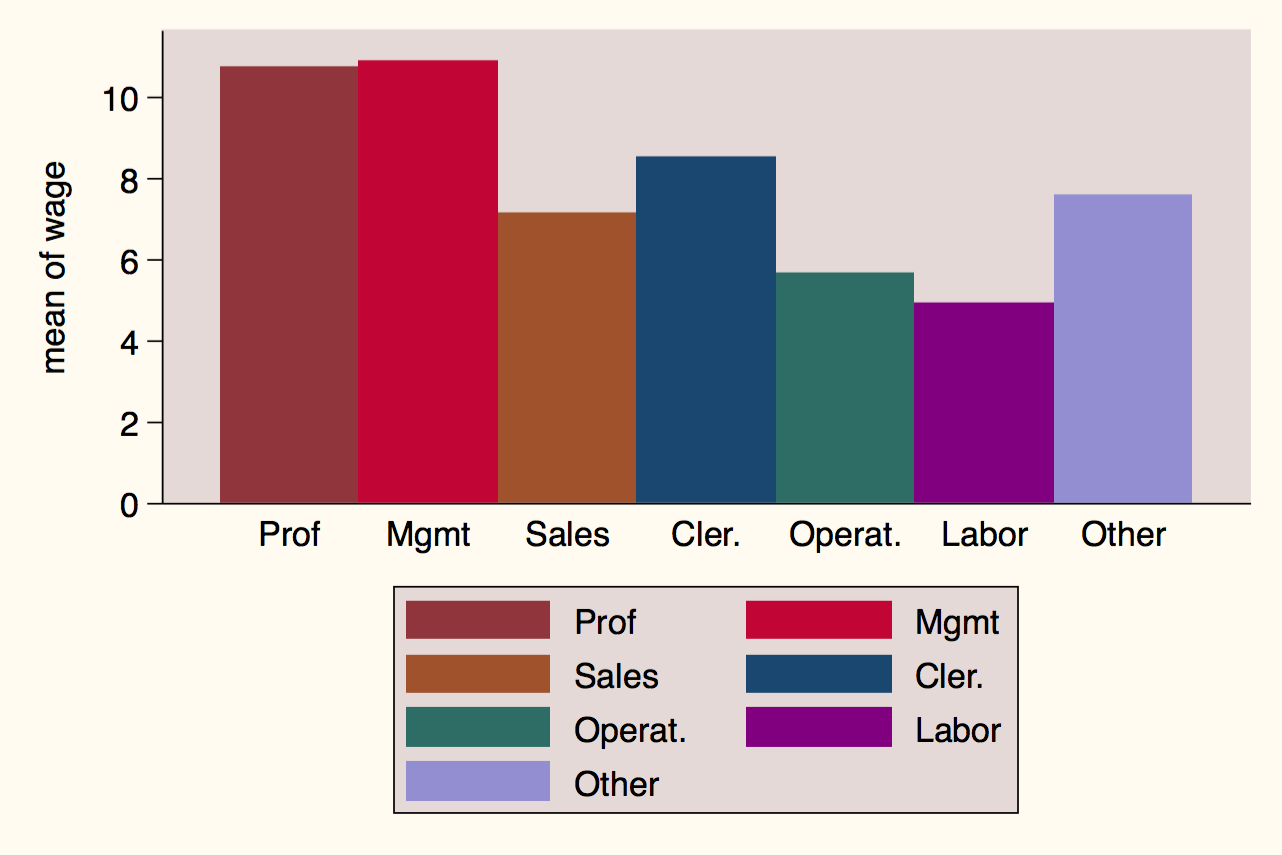 mean of wage
10
8
6
4
2
0
Prof Mgmt Sales Cler. Operat. Labor Other
Prof Mgmt
Sales Cler.
Operat. Labor
Other